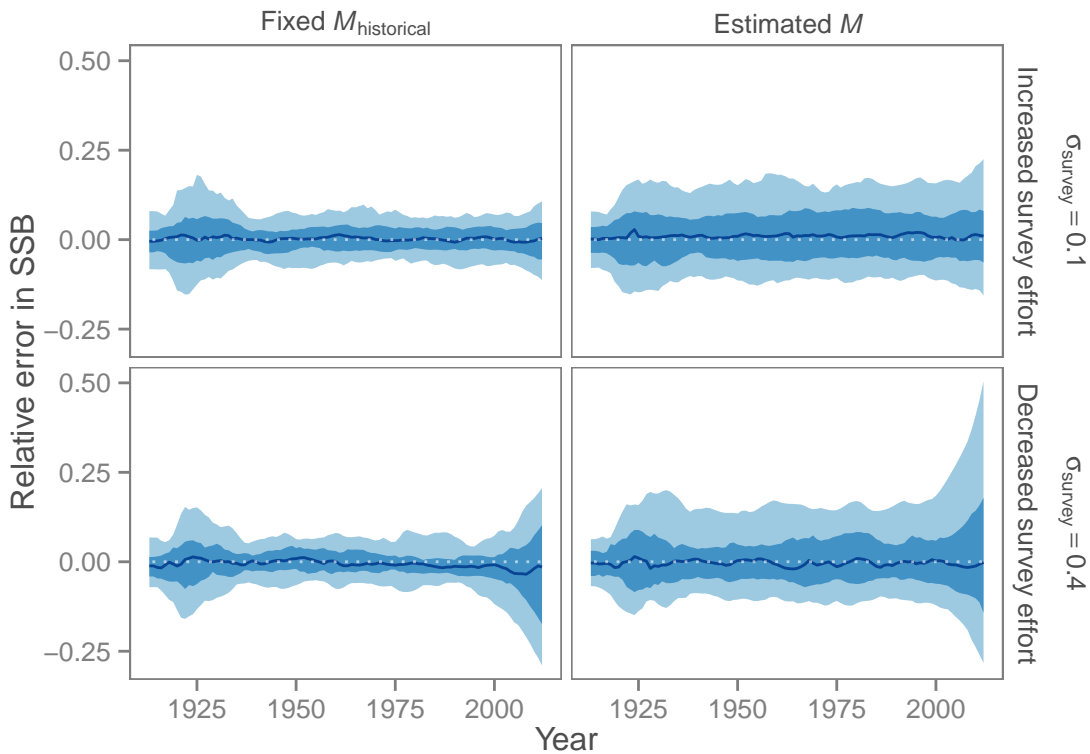 Fixed M historical
Estimated M
Relative error in SSB
0.50
0.25
0.00
−0.25
Increased survey effort
σsurvey = 0.1
0.50
0.25
0.00
−0.25
Decreased survey effort
σsurvey = 0.4
1925 1950 1975 2000 1925 1950 1975 2000
Year